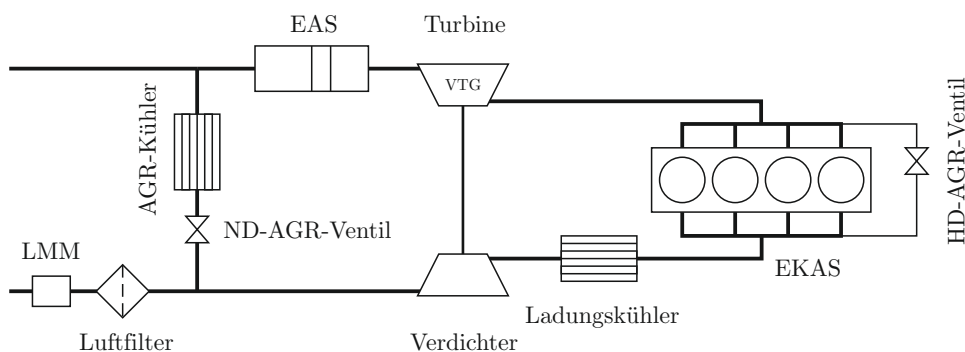 EAS
Turbine
VTG
AGR-Kühler
HD-AGR-Ventil
ND-AGR-Ventil
LMM
EKAS
Ladungskühler
Luftfilter
Verdichter